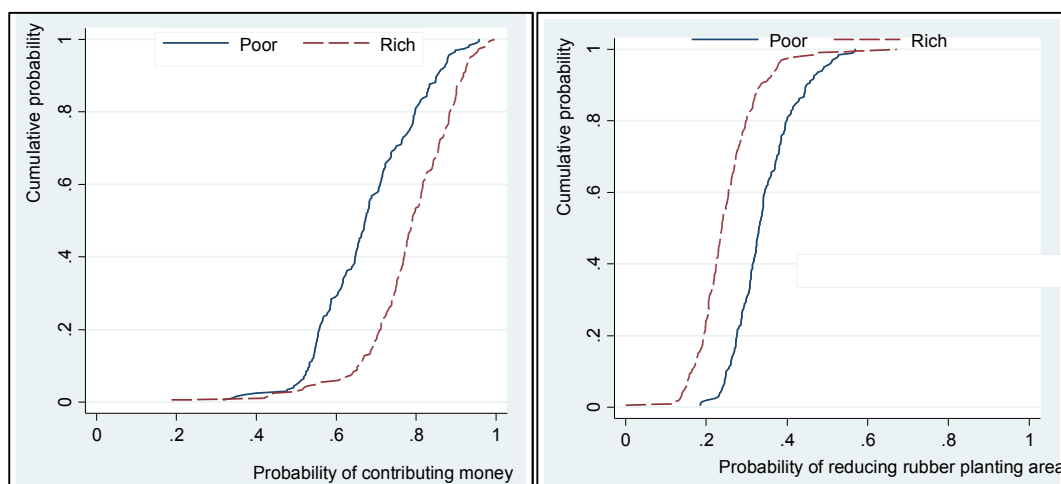 Poor Rich
Cumulative probability
1
.8
.6
.4
.2
0
0 .2 .4 .6 .8 1
Probability of contributing money
Poor Rich
Cumulative probability
1
.8
.6
.4
.2
0
0 .2 .4 .6 .8 1
Probability of reducing rubber planting area